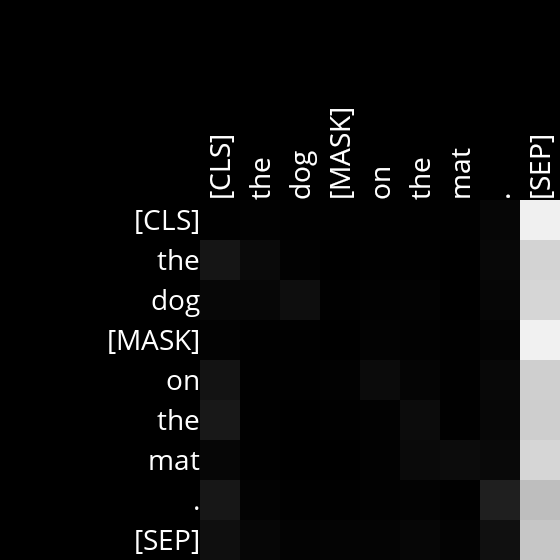 [CLS] the dog [MASK] on the mat . [SEP]
[CLS]
the
dog
[MASK]
on
the
mat
.
[SEP]